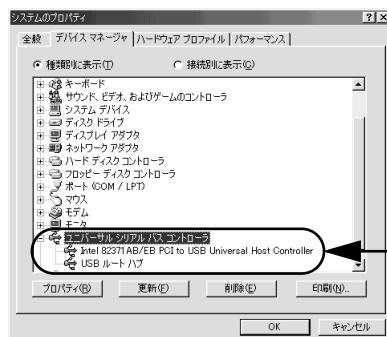 システムのプロパティ
全般 デバイス マネージャ ハードウェア プロファイル パフォーマンス
種類別に表示(T) 接続別に表示(C)
キーボード
サウンド、ビデオ、およびゲームのコントローラ
システム デバイス
ディスク ドライブ
ディスプレイ アダプタ
ネットワーク アダプタ
ハード ディスク コントローラ
フロッピー ディスク コントローラ
ポート (COM / LPT)
マウス
モデム
モニタ
ユニバーサル シリアル バス コントローラ
Intel 82371AB/EB PCI to USB Universal Host Controller
USB ルート ハブ
プロパティ(R) 更新(F) 削除(E) 印刷(N)...
OK キャンセル